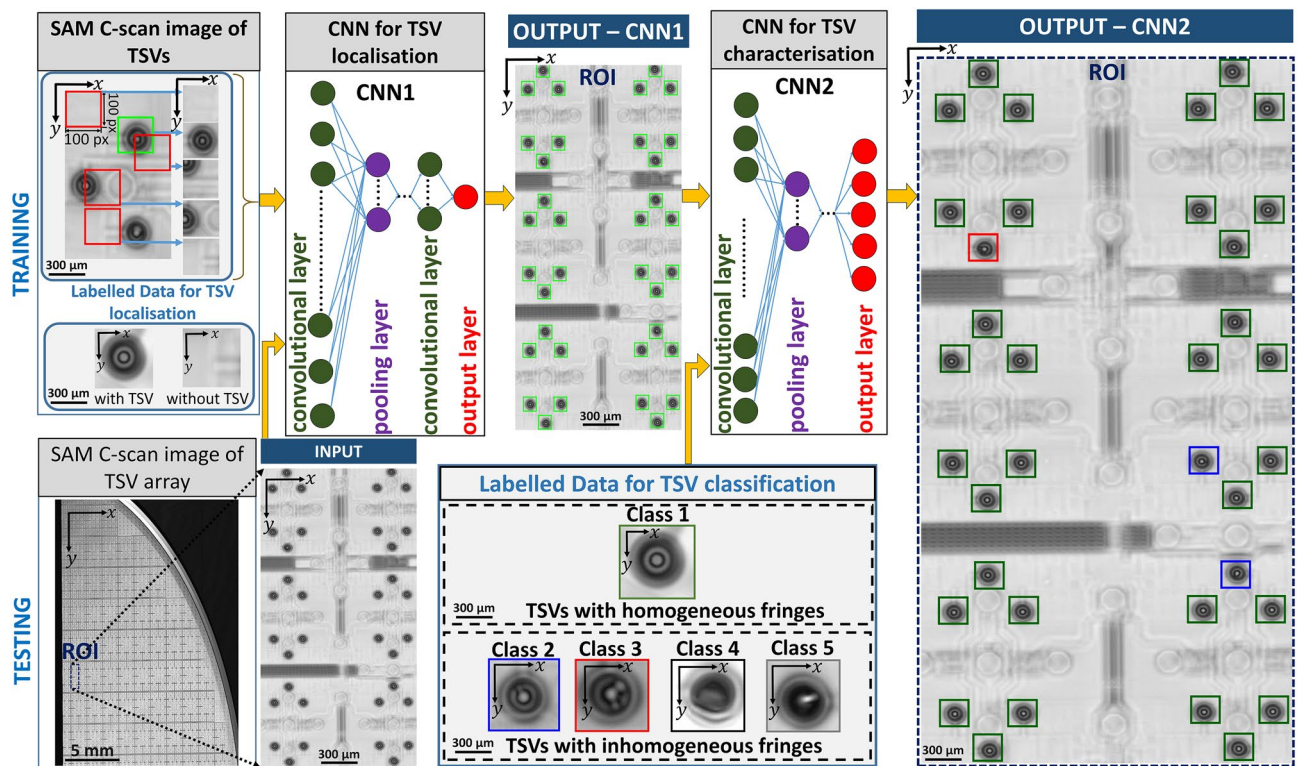 SAM C-scan image of
TSVs
CNN for TSV
localisation
OUTPUT – CNN1
CNN for TSV
characterisation
OUTPUT – CNN2
TRAINING
x
y
100 px
100 px
x
y
300 µm
Labelled Data for TSV
localisation
x
y
x
y
300 µm
with TSV
without TSV
CNN1
convolutional layer
pooling layer
convolutional layer
output layer
x
y
ROI
300 µm
CNN2
convolutional layer
pooling layer
output layer
x
y
ROI
300 µm
TESTING
SAM C-scan image of
TSV array
x
y
ROI
5 mm
INPUT
x
y
300 µm
Labelled Data for TSV classification
Class 1
x
y
300 µm
TSVs with homogeneous fringes
Class 2
Class 3
Class 4
Class 5
x
y
x
y
x
y
x
y
300 µm
TSVs with inhomogeneous fringes